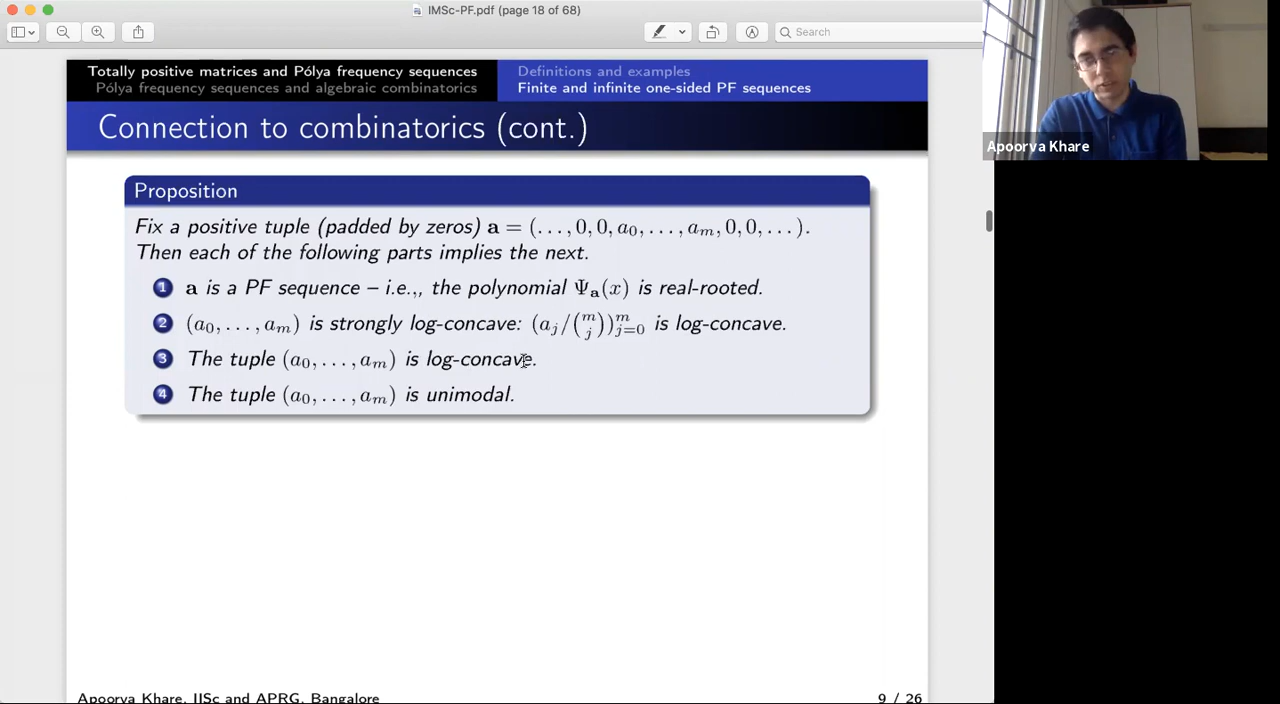 IMSc-PF.pdf (page 18 of 68)
Search
Totally positive matrices and Pólya frequency sequences
Pólya frequency sequences and algebraic combinatorics
Definitions and examples
Finite and infinite one-sided PF sequences
Connection to combinatorics (cont.)
Proposition
Fix a positive tuple (padded by zeros) a = (. . . , 0, 0, a₀, . . . , aₘ, 0, 0, . . . ).
Then each of the following parts implies the next.
1 a is a PF sequence – i.e.,, the polynomial Ψₐ(x) is real-rooted.
2 (a₀, . . . , aₘ) is strongly log-concave: (aⱼ/(m j))ᵐⱼ₌₀ is log-concave.
3 The tuple (a₀, . . . , aₘ) is log-concave.
4 The tuple (a₀, . . . , aₘ) is unimodal.
Apoorva Khare, IISc and APRG, Bangalore
9 / 26
Apoorva Khare